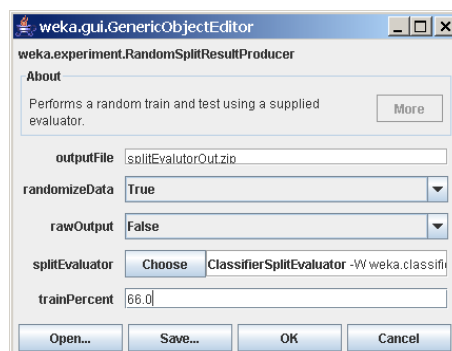 weka.gui.GenericObjectEditor
weka.experiment.RandomSplitResultProducer
About
Performs a random train and test using a supplied
evaluator.
More
outputFile splitEvalutorOut.zip
randomizeData True
rawOutput False
splitEvaluator Choose ClassifierSplitEvaluator -W weka.classifi
trainPercent 66.0
Open... Save... OK Cancel